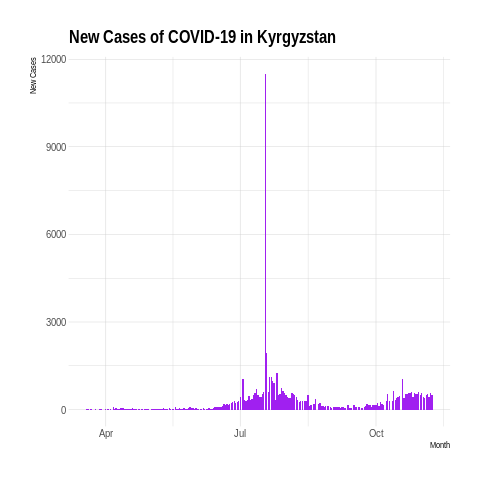 New Cases of COVID-19 in Kyrgyzstan
New Cases
12000
9000
6000
3000
0
Apr
Jul
Oct
Month